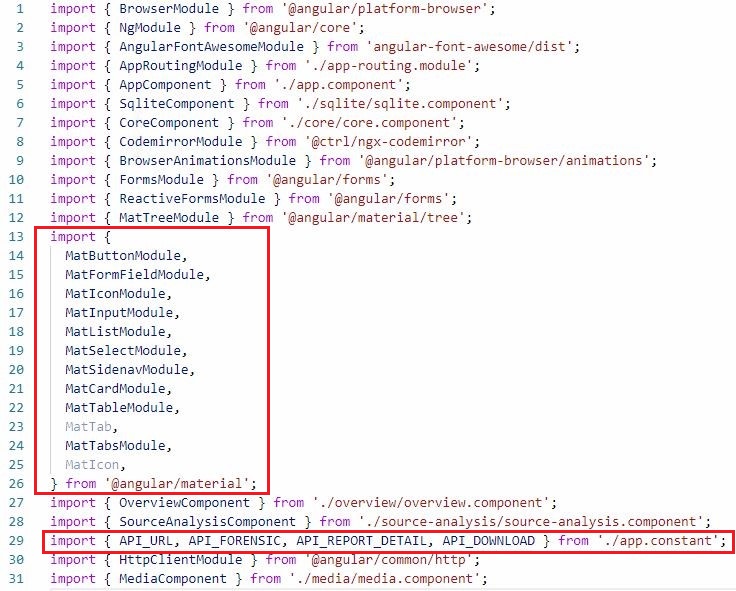 1 import { BrowserModule } from '@angular/platform-browser';
2 import { NgModule } from '@angular/core';
3 import { AngularFontAwesomeModule } from 'angular-font-awesome/dist';
4 import { AppRoutingModule } from './app-routing.module';
5 import { AppComponent } from './app.component';
6 import { SqliteComponent } from './sqlite/sqlite.component';
7 import { CoreComponent } from './core/core.component';
8 import { CodemirrorModule } from '@ctrl/ngx-codemirror';
9 import { BrowserAnimationsModule } from '@angular/platform-browser/animations';
10 import { FormsModule } from '@angular/forms';
11 import { ReactiveFormsModule } from '@angular/forms';
12 import { MatTreeModule } from '@angular/material/tree';
13 import {
14 MatButtonModule,
15 MatFormFieldModule,
16 MatIconModule,
17 MatInputModule,
18 MatListModule,
19 MatSelectModule,
20 MatSidenavModule,
21 MatCardModule,
22 MatTableModule,
23 MatTab,
24 MatTabsModule,
25 MatIcon,
26 } from '@angular/material';
27 import { OverviewComponent } from './overview/overview.component';
28 import { SourceAnalysisComponent } from './source-analysis/source-analysis.component';
29 import { API_URL, API_FORENSIC, API_REPORT_DETAIL, API_DOWNLOAD } from './app.constant';
30 import { HttpClientModule } from '@angular/common/http';
31 import { MediaComponent } from './media/media.component';